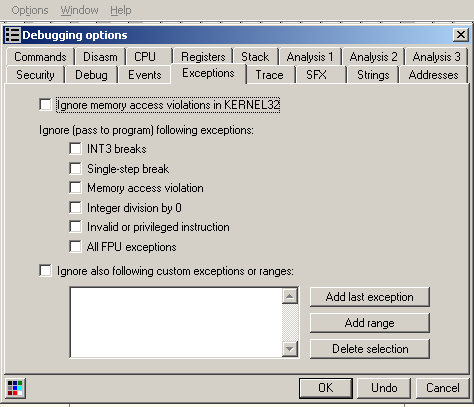 Options Window Help
Debugging options
Commands Disasm CPU Registers Stack Analysis 1 Analysis 2 Analysis 3
Security Debug Events Exceptions Trace SFX Strings Addresses
Ignore memory access violations in KERNEL32
Ignore (pass to program) following exceptions:
INT3 breaks
Single-step break
Memory access violation
Integer division by 0
Invalid or privileged instruction
All FPU exceptions
Ignore also following custom exceptions or ranges:
Add last exception
Add range
Delete selection
OK Undo Cancel